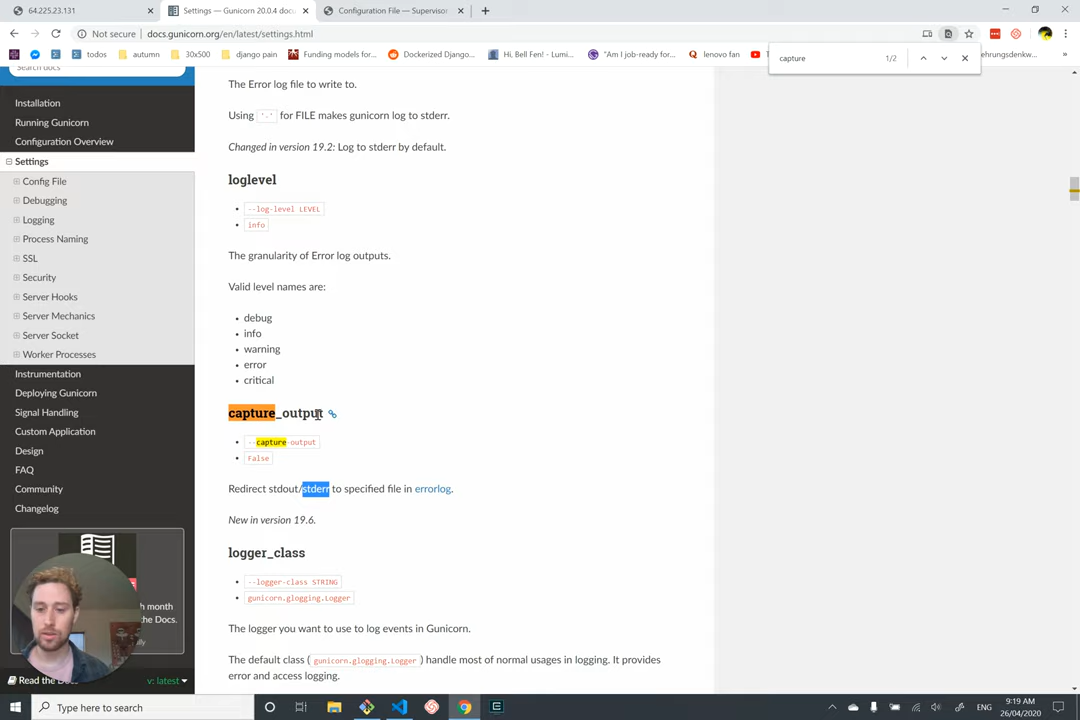 64.225.23.131
Settings — Gunicorn 20.0.4 docu
Configuration File — Supervisor
Not secure
docs.gunicorn.org/en/latest/settings.html
todos
autumn
30x500
django pain
Funding models for...
Dockerized Django...
Hi, Bell Fen! - Lumi...
"Am I job-ready for...
lenovo fan
capture
1/2
Search docs
Installation
Running Gunicorn
Configuration Overview
Settings
Config File
Debugging
Logging
Process Naming
SSL
Security
Server Hooks
Server Mechanics
Server Socket
Worker Processes
Instrumentation
Deploying Gunicorn
Signal Handling
Custom Application
Design
FAQ
Community
Changelog
h month
the Docs.
Read the Do
v: latest
The Error log file to write to.
Using '-' for FILE makes gunicorn log to stderr.
Changed in version 19.2: Log to stderr by default.
loglevel
--log-level LEVEL
info
The granularity of Error log outputs.
Valid level names are:
debug
info
warning
error
critical
capture_output
--capture-output
False
Redirect stdout/stderr to specified file in errorlog.
New in version 19.6.
logger_class
--logger-class STRING
gunicorn.glogging.Logger
The logger you want to use to log events in Gunicorn.
The default class (gunicorn.glogging.Logger) handle most of normal usages in logging. It provides
error and access logging.
Type here to search
ENG
9:19 AM
26/04/2020